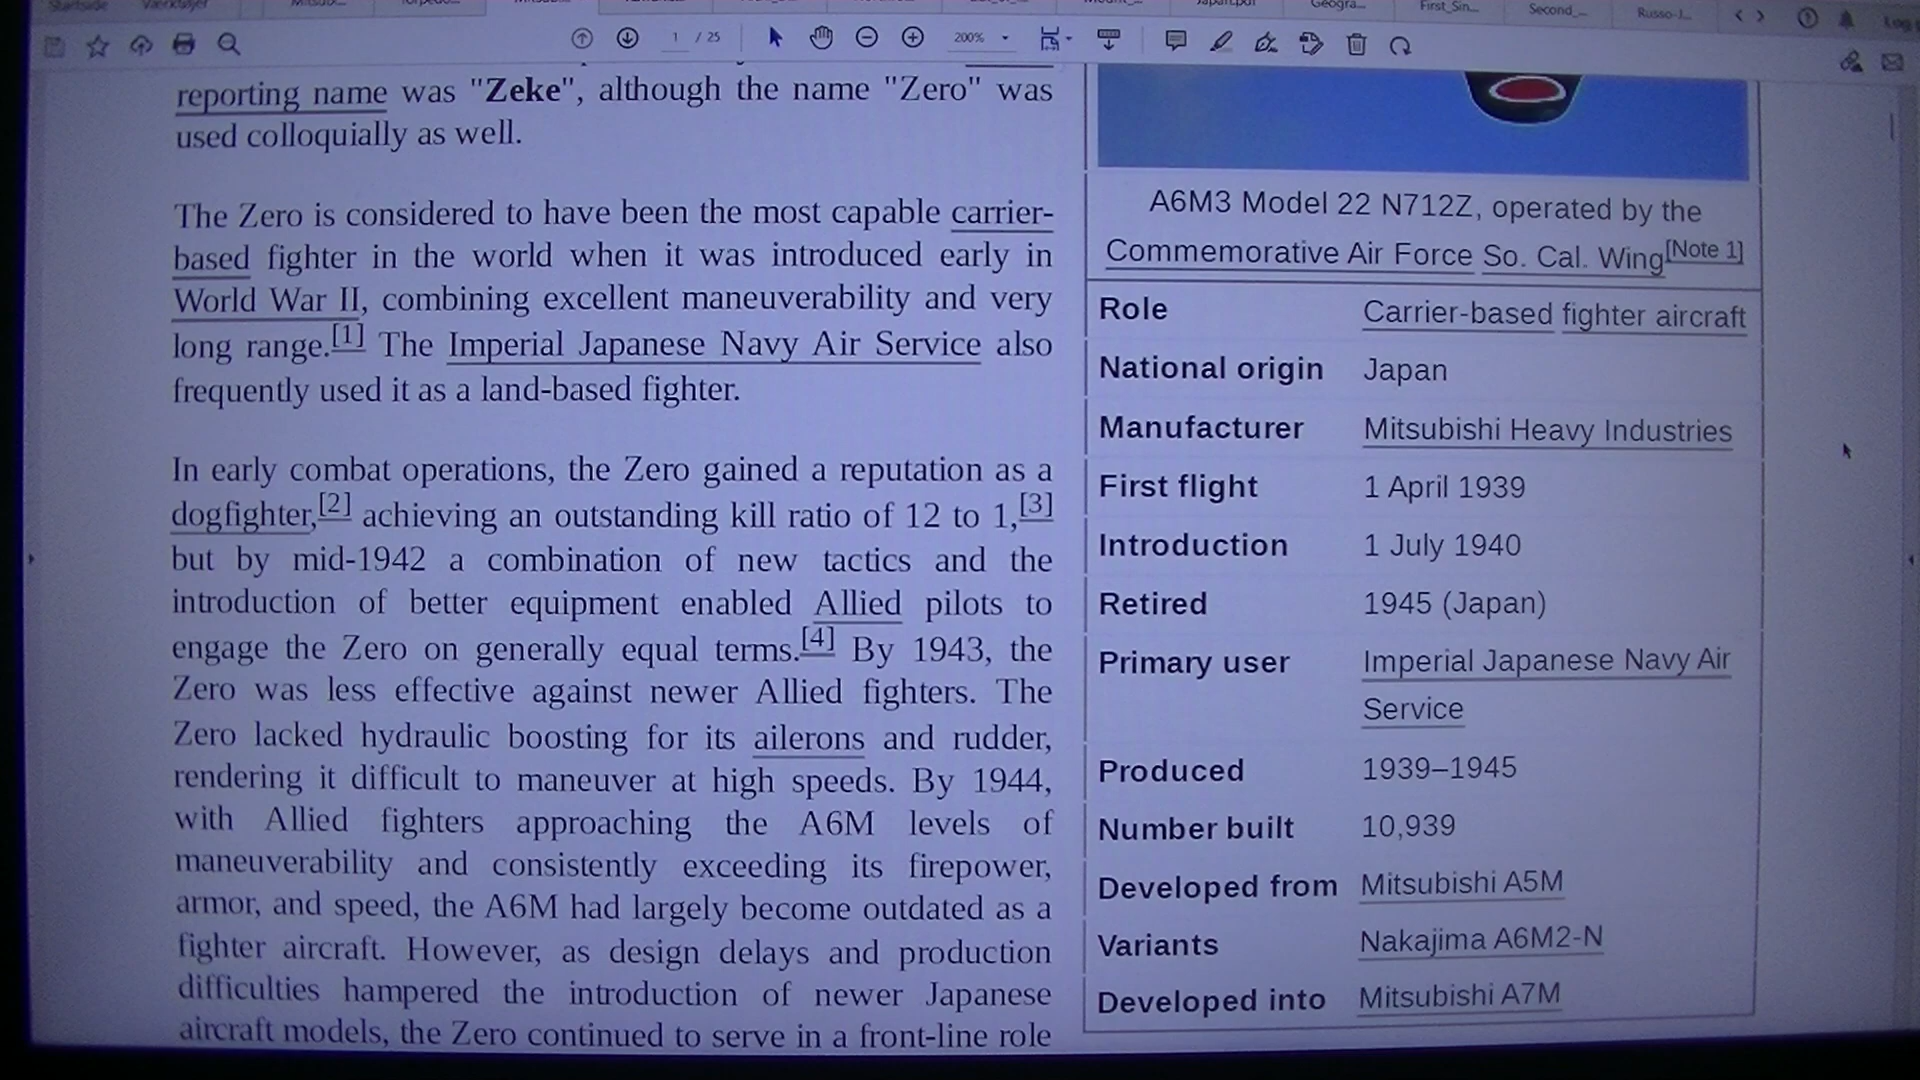 Startside
Værktøjer
1 / 25
200%
Japan.pdf
Geogra...
First_Sin...
Second_...
Russo-J...
reporting name was "Zeke", although the name "Zero" was
used colloquially as well.
The Zero is considered to have been the most capable carrier-
based fighter in the world when it was introduced early in
World War II, combining excellent maneuverability and very
long range.[1] The Imperial Japanese Navy Air Service also
frequently used it as a land-based fighter.
In early combat operations, the Zero gained a reputation as a
dogfighter,[2] achieving an outstanding kill ratio of 12 to 1,[3]
but by mid-1942 a combination of new tactics and the
introduction of better equipment enabled Allied pilots to
engage the Zero on generally equal terms.[4] By 1943, the
Zero was less effective against newer Allied fighters. The
Zero lacked hydraulic boosting for its ailerons and rudder,
rendering it difficult to maneuver at high speeds. By 1944,
with Allied fighters approaching the A6M levels of
maneuverability and consistently exceeding its firepower,
armor, and speed, the A6M had largely become outdated as a
fighter aircraft. However, as design delays and production
difficulties hampered the introduction of newer Japanese
aircraft models, the Zero continued to serve in a front-line role
A6M3 Model 22 N712Z, operated by the
Commemorative Air Force So. Cal. Wing[Note 1]
Role Carrier-based fighter aircraft
National origin Japan
Manufacturer Mitsubishi Heavy Industries
First flight 1 April 1939
Introduction 1 July 1940
Retired 1945 (Japan)
Primary user Imperial Japanese Navy Air
Service
Produced 1939–1945
Number built 10,939
Developed from Mitsubishi A5M
Variants Nakajima A6M2-N
Developed into Mitsubishi A7M